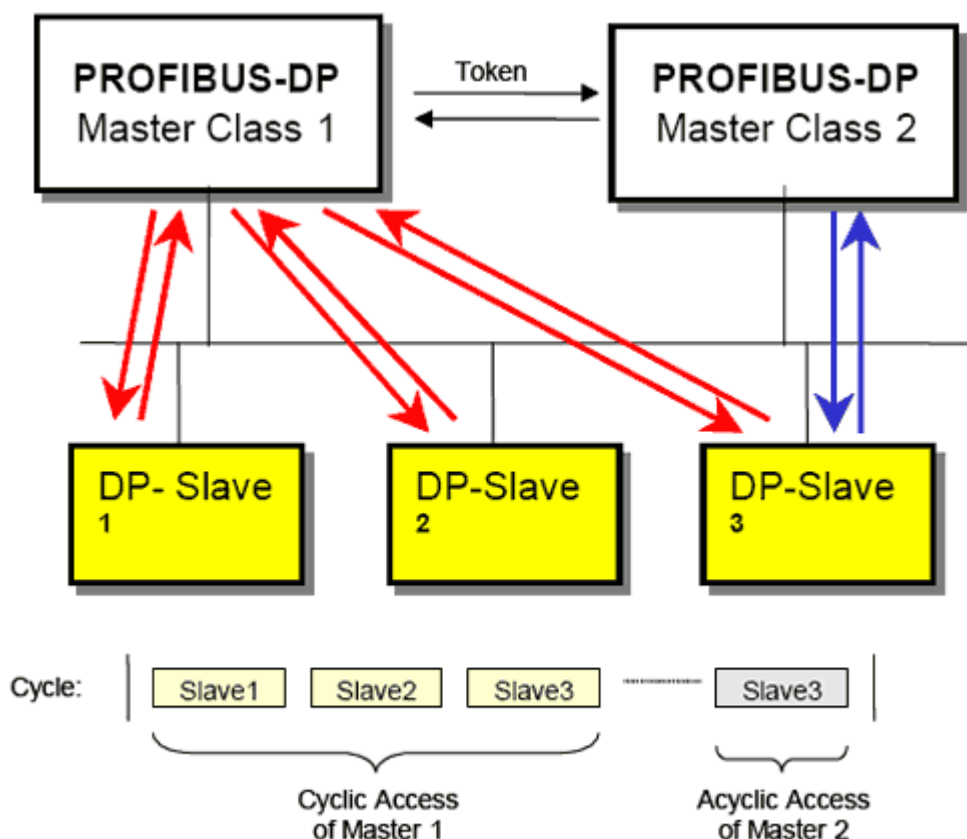 PROFIBUS-DP
Master Class 1
Token
PROFIBUS-DP
Master Class 2
DP- Slave
1
DP-Slave
2
DP-Slave
3
Cycle:
Slave1
Slave2
Slave3
Slave3
Cyclic Access
of Master 1
Acyclic Access
of Master 2